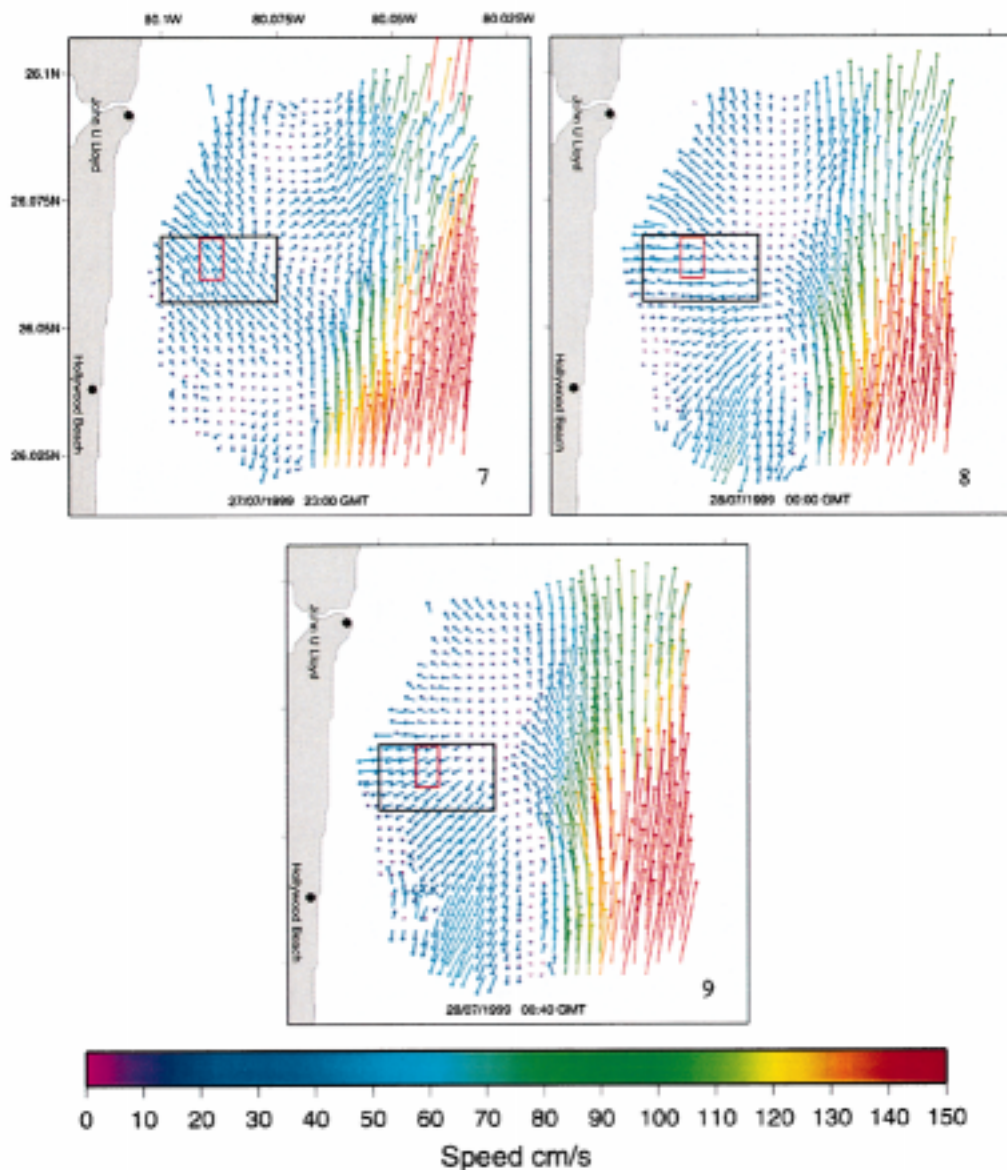 80.1W 80.075W 80.05W 80.025W
26.1N
John U Lloyd
26.075N
26.05N
Hollywood Beach
26.025N
7
27/07/1999 23:00 GMT
John U Lloyd
Hollywood Beach
8
28/07/1999 00:00 GMT
John U Lloyd
Hollywood Beach
9
28/07/1999 00:40 GMT
0 10 20 30 40 50 60 70 80 90 100 110 120 130 140 150
Speed cm/s